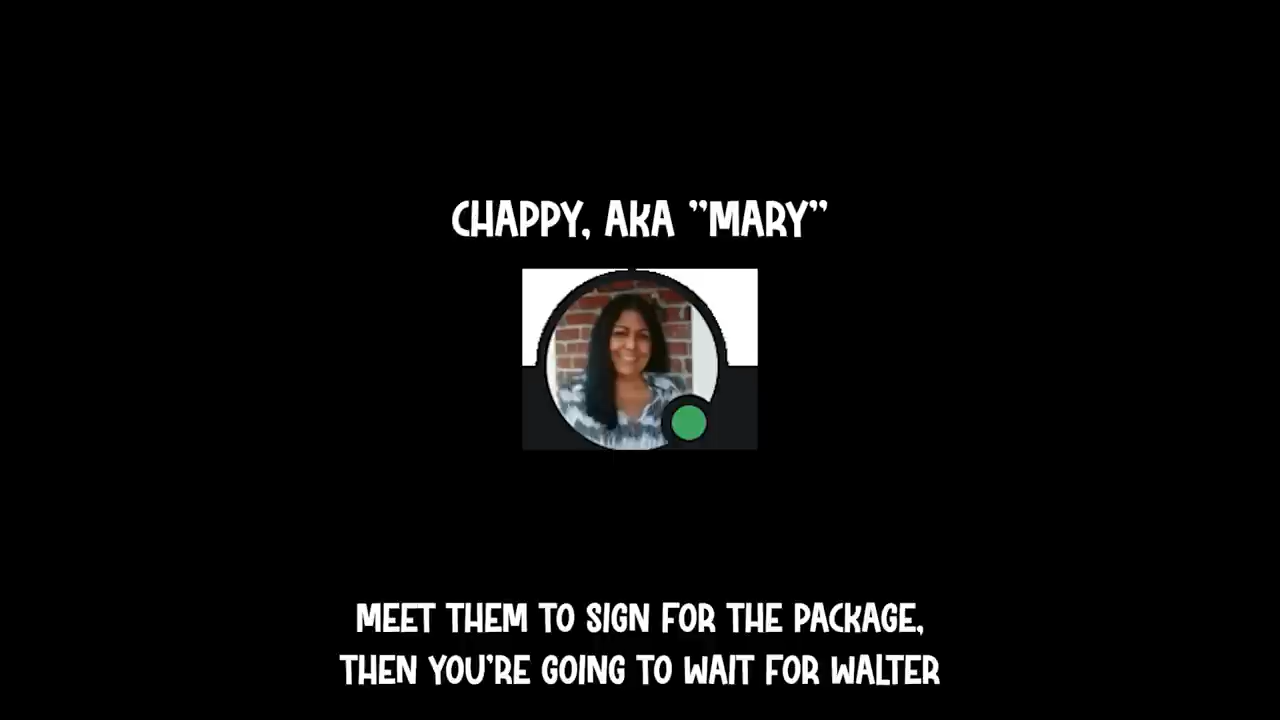 CHAPPY, AKA "MARY"
MEET THEM TO SIGN FOR THE PACKAGE,
THEN YOU'RE GOING TO WAIT FOR WALTER